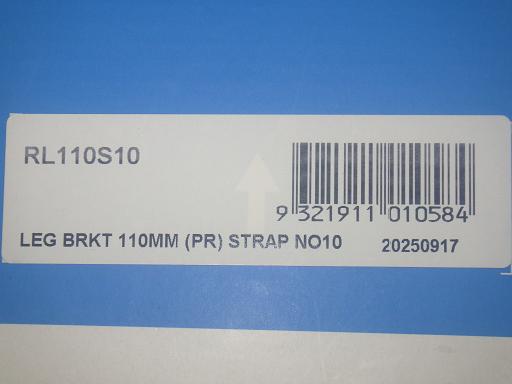 RL110S10
9 321911 010584
LEG BRKT 110MM (PR) STRAP NO10 20250917